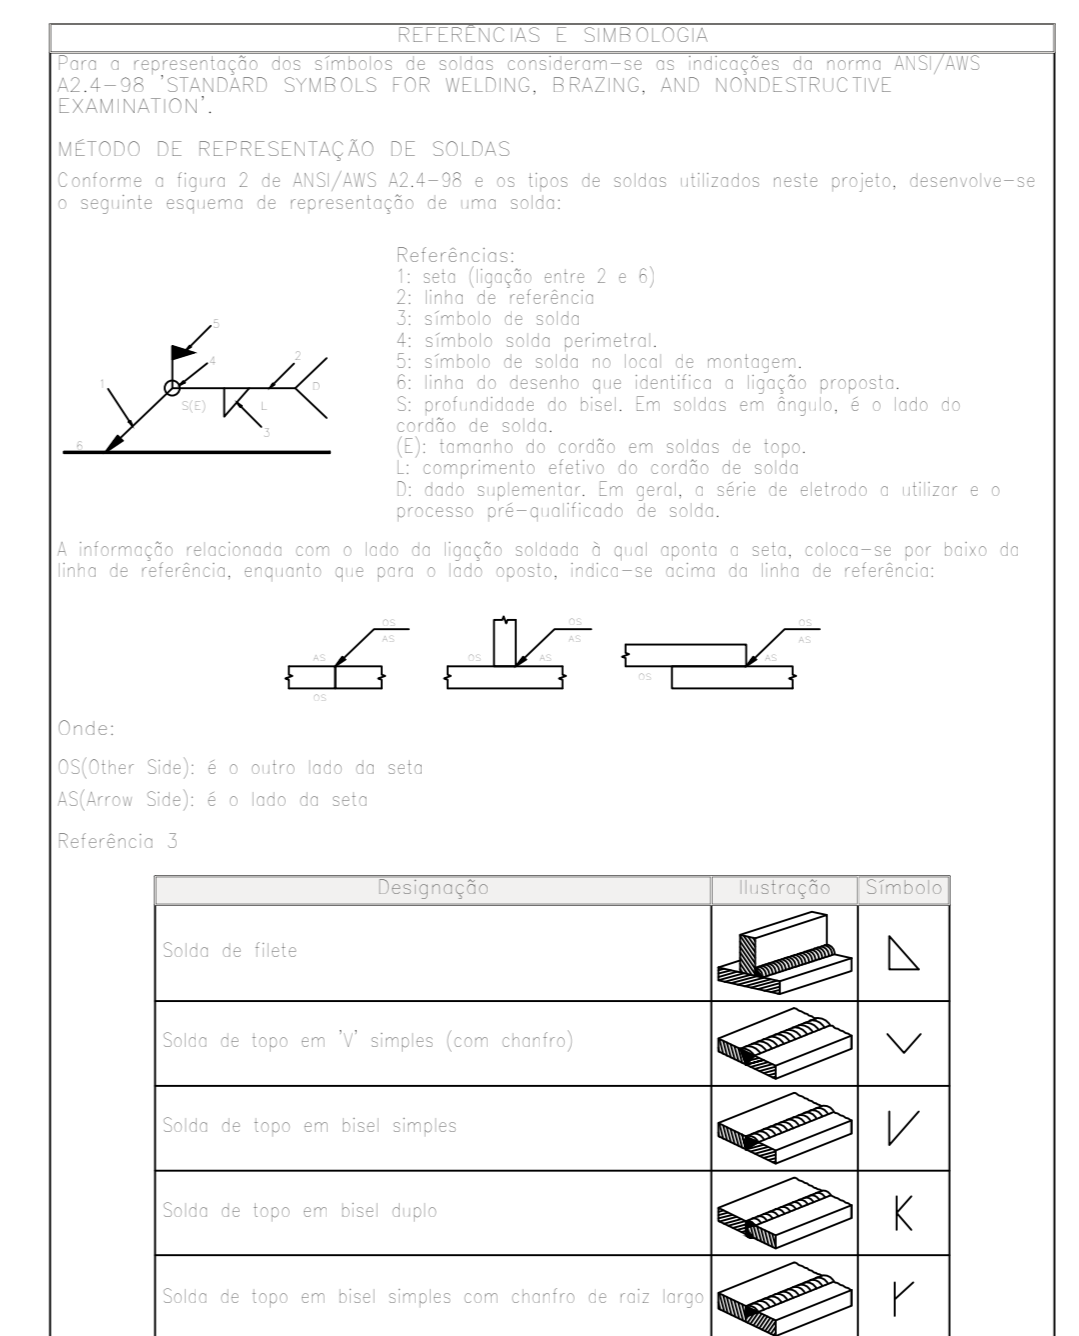 REFERÊNCIAS E SIMBOLOGIA
Para a representação dos símbolos de soldas consideram-se as indicações da norma ANSI/AWS
A2.4-98 'STANDARD SYMBOLS FOR WELDING, BRAZING, AND NONDESTRUCTIVE
EXAMINATION'.
MÉTODO DE REPRESENTAÇÃO DE SOLDAS
Conforme a figura 2 de ANSI/AWS A2.4-98 e os tipos de soldas utilizados neste projeto, desenvolve-se
o seguinte esquema de representação de uma solda:
5
4
2
1
D
S(E)
L
3
6
Referências:
1: seta (ligação entre 2 e 6)
2: linha de referência
3: símbolo de solda
4: símbolo solda perimetral.
5: símbolo de solda no local de montagem.
6: linha do desenho que identifica a ligação proposta.
S: profundidade do bisel. Em soldas em ângulo, é o lado do
cordão de solda.
(E): tamanho do cordão em soldas de topo.
L: comprimento efetivo do cordão de solda
D: dado suplementar. Em geral, a série de eletrodo a utilizar e o
processo pré-qualificado de solda.
A informação relacionada com o lado da ligação soldada à qual aponta a seta, coloca-se por baixo da
linha de referência, enquanto que para o lado oposto, indica-se acima da linha de referência:
OS
AS
AS
OS
OS
AS
OS
AS
OS
AS
AS
OS
Onde:
OS(Other Side): é o outro lado da seta
AS(Arrow Side): é o lado da seta
Referência 3
Designação Ilustração Símbolo
Solda de filete
Solda de topo em 'V' simples (com chanfro)
Solda de topo em bisel simples
Solda de topo em bisel duplo
Solda de topo em bisel simples com chanfro de raiz largo